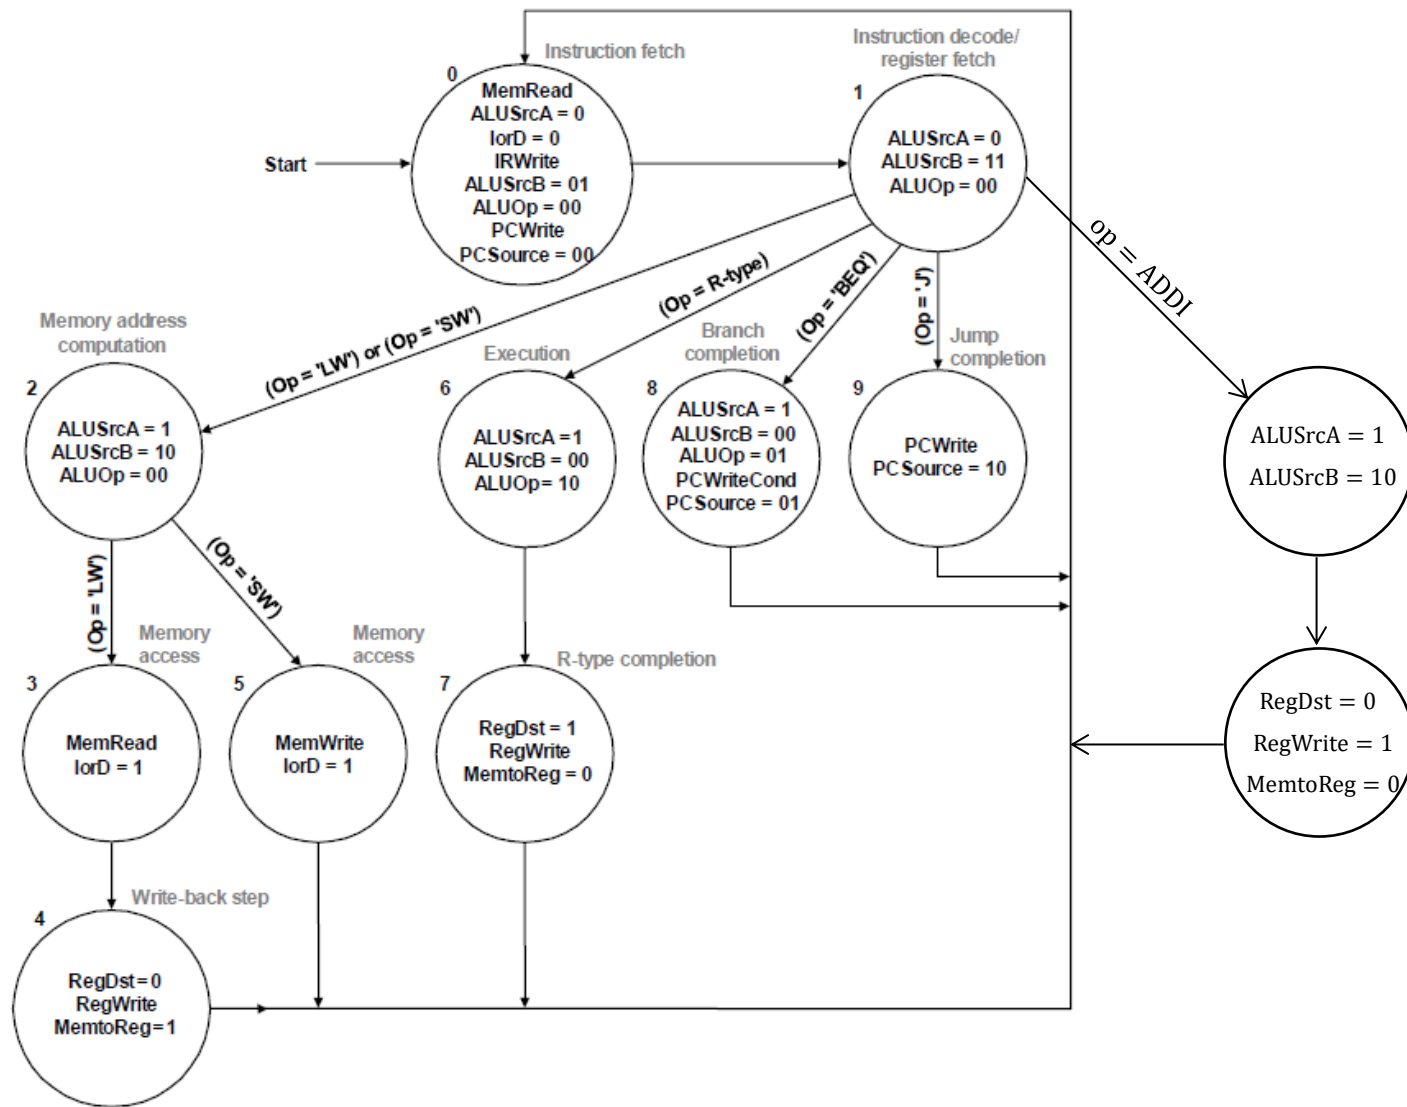 Instruction fetch
0
MemRead
ALUSrcA = 0
IorD = 0
IRWrite
ALUSrcB = 01
ALUOp = 00
PCWrite
PCSource = 00
Start
Instruction decode/
register fetch
1
ALUSrcA = 0
ALUSrcB = 11
ALUOp = 00
(Op = 'LW') or (Op = 'SW')
(Op = R-type)
(Op = 'BEQ')
(Op = 'J')
op = ADDI
Memory address
computation
2
ALUSrcA = 1
ALUSrcB = 10
ALUOp = 00
Execution
6
ALUSrcA =1
ALUSrcB = 00
ALUOp= 10
Branch
completion
8
ALUSrcA = 1
ALUSrcB = 00
ALUOp = 01
PCWriteCond
PCSource = 01
Jump
completion
9
PCWrite
PCSource = 10
ALUSrcA = 1
ALUSrcB = 10
(Op = 'LW')
(Op = 'SW')
Memory
access
3
MemRead
IorD = 1
Memory
access
5
MemWrite
IorD = 1
R-type completion
7
RegDst = 1
RegWrite
MemtoReg = 0
RegDst = 0
RegWrite = 1
MemtoReg = 0
Write-back step
4
RegDst=0
RegWrite
MemtoReg=1